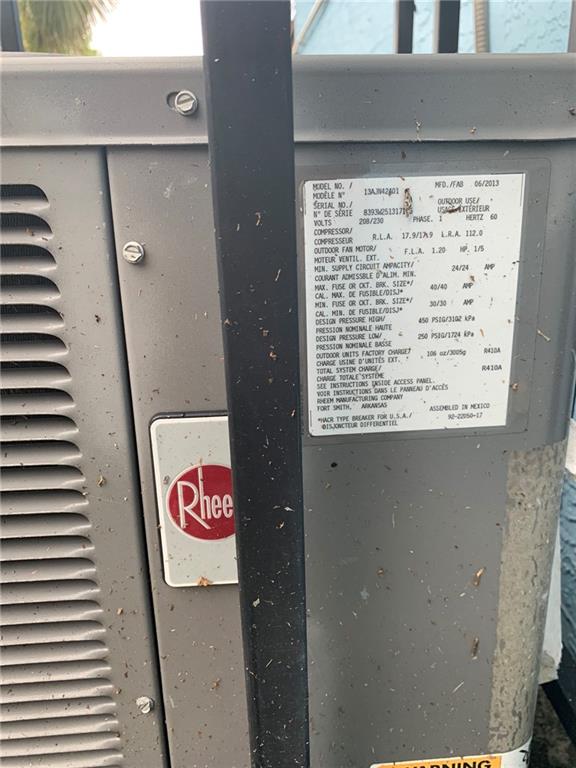 MODEL NO. / 13AJN42A01 MFD./FAB 06/2013
MODÈLE N°
SERIAL NO./ OUTDOOR USE/
N° DE SÉRIE USAGE EXTÉRIEUR
VOLTS 208/230 PHASE. 1 HERTZ 60
COMPRESSOR/ R.L.A. 17.9/17.9 L.R.A. 112.0
COMPRESSEUR
OUTDOOR FAN MOTOR/ F.L.A. 1.20 HP. 1/5
MOTEUR VENTIL. EXT.
MIN. SUPPLY CIRCUIT AMPACITY/ 24/24 AMP
COURANT ADMISSBLE D'ALIM. MIN.
MAX. FUSE OR CKT. BRK. SIZE*/ 40/40 AMP
CAL. MAX. DE FUSIBLE/DISJ*
MIN. FUSE OR CKT. BRK. SIZE*/ 30/30 AMP
CAL. MIN. DE FUSIBLE/DISJ*
DESIGN PRESSURE HIGH/ 450 PSIG/3102 kPa
PRESSION NOMINALE HAUTE
DESIGN PRESSURE LOW/ 250 PSIG/1724 kPa
PRESSION NOMINALE BASSE
OUTDOOR UNITS FACTORY CHARGE/ 106 oz/3005g R410A
CHARGE USINE D'UNITÉS EXT.
TOTAL SYSTEM CHARGE/ R410A
CHARGE TOTALE SYSTÈME
SEE INSTRUCTIONS INSIDE ACCESS PANEL.
VOIR INSTRUCTIONS DANS LE PANNEAU D'ACCES
RHEEM MANUFACTURING COMPANY
FORT SMITH, ARKANSAS ASSEMBLED IN MEXICO
*HACR TYPE BREAKER FOR U.S.A./ 92-22050-17
DISJONCTEUR DIFFERENTIEL
Rhee
WARNING